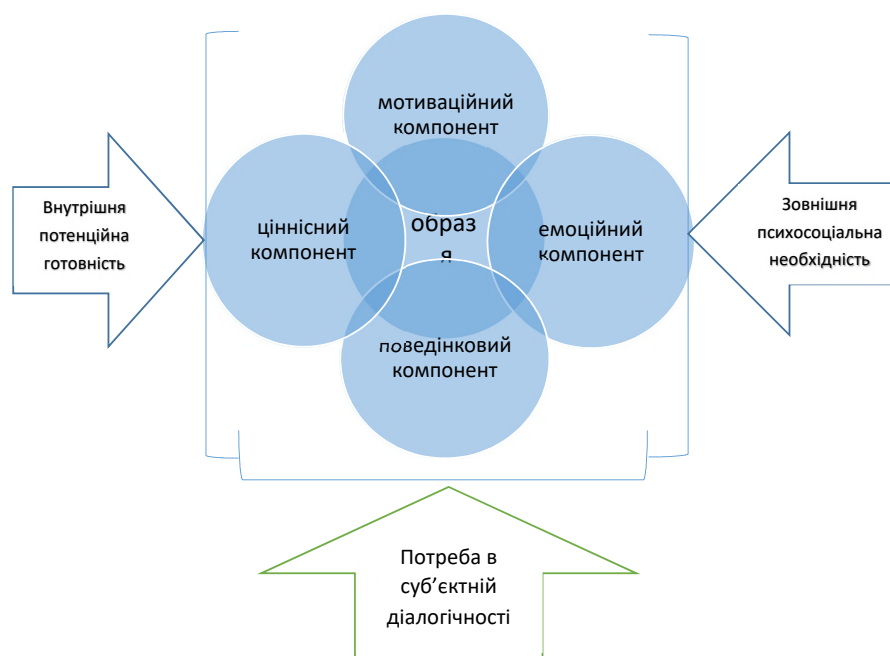 мотиваційний
компонент
Внутрішня
потенційна
готовність
ціннісний
компонент
образ
я
емоційний
компонент
Зовнішня
психосоціальна
необхідність
поведінковий
компонент
Потреба в
суб’єктній
діалогічності